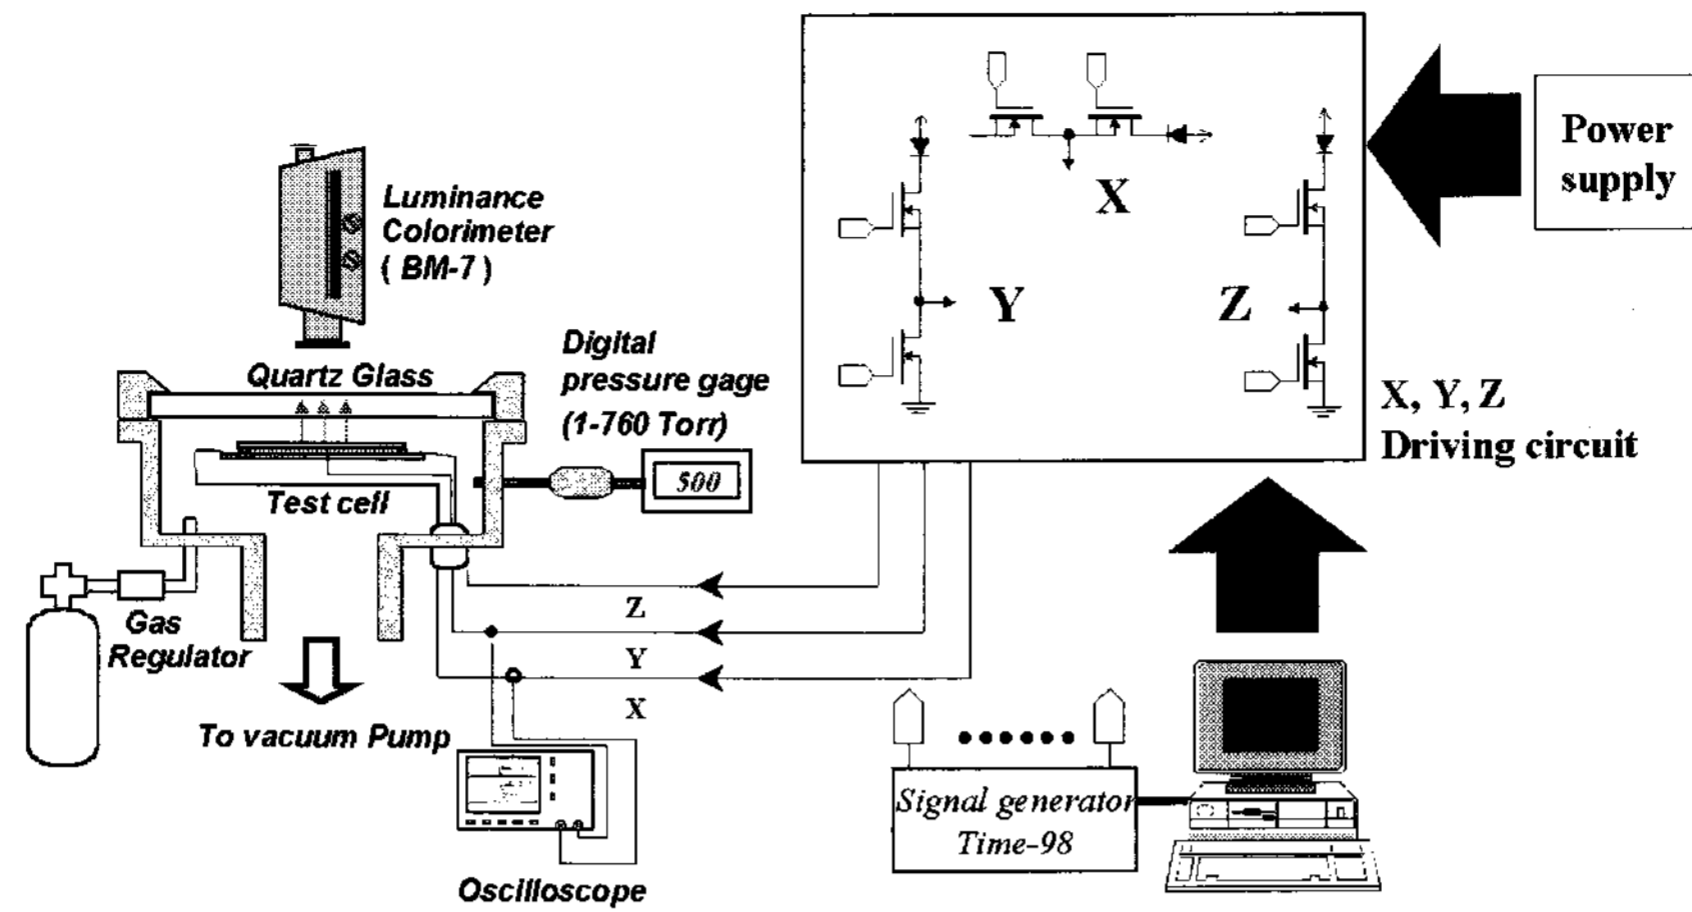 Luminance
Colorimeter
( BM-7 )
Quartz Glass
Digital
pressure gage
(1-760 Torr)
500
Test cell
Gas
Regulator
To vacuum Pump
Oscilloscope
X
Y
Z
Power
supply
X, Y, Z
Driving circuit
Z
Y
X
Signal generator
Time-98